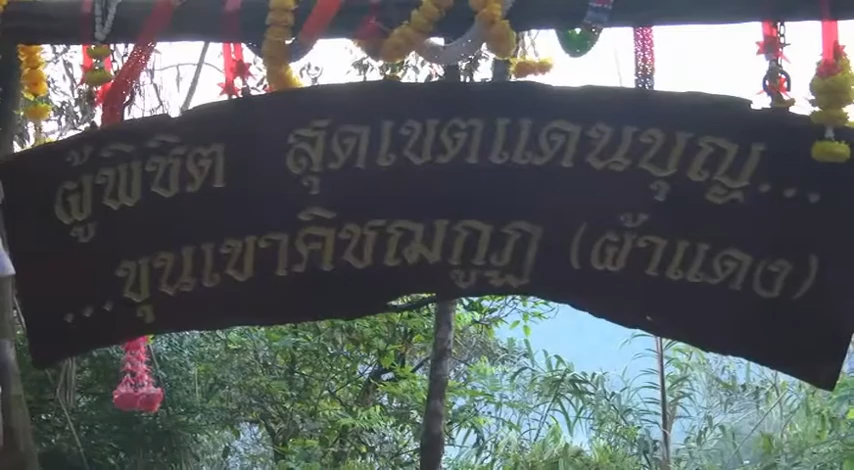 ผู้พิชิต สุดเขตแดนบุญ...
...ขุนเขาคิชฌกูฏ (ผ้าแดง)